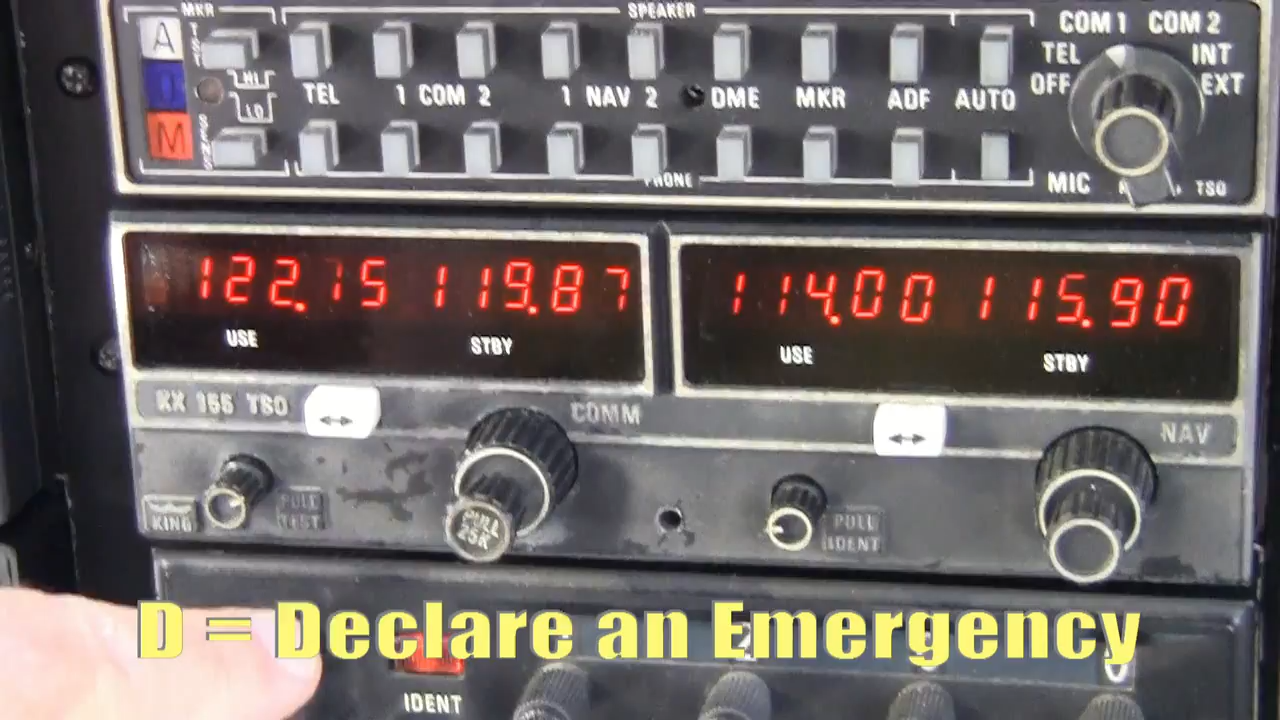 MKR SPEAKER
COM 1 COM 2
A TEL INT
HI OFF EXT
LO TEL 1 COM 2 1 NAV 2 DME MKR ADF AUTO
M
PHONE MIC TSO
122.15 119.87 114.00 115.90
USE STBY USE STBY
KX 155 TSO ↔ COMM ↔ NAV
KING PULL TEST PULL 25K PULL IDENT
D = Declare an Emergency
IDENT